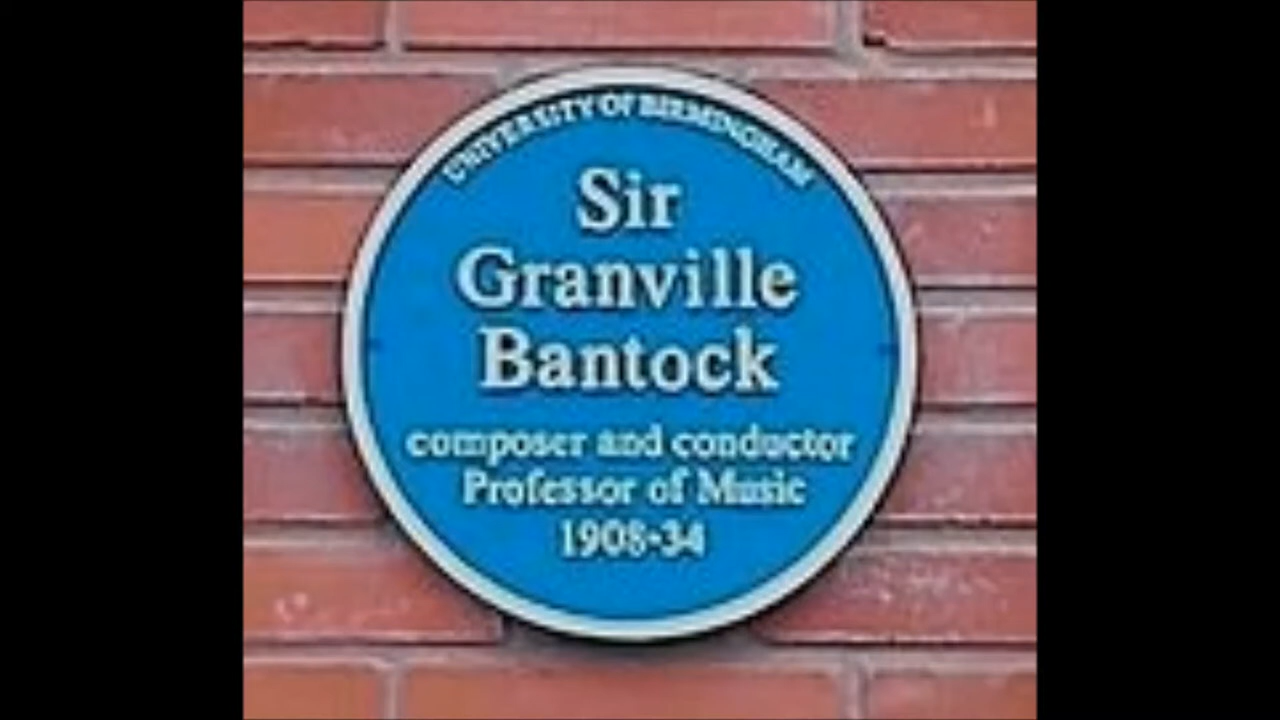 UNIVERSITY OF BIRMINGHAM
Sir
Granville
Bantock
composer and conductor
Professor of Music
1908-34